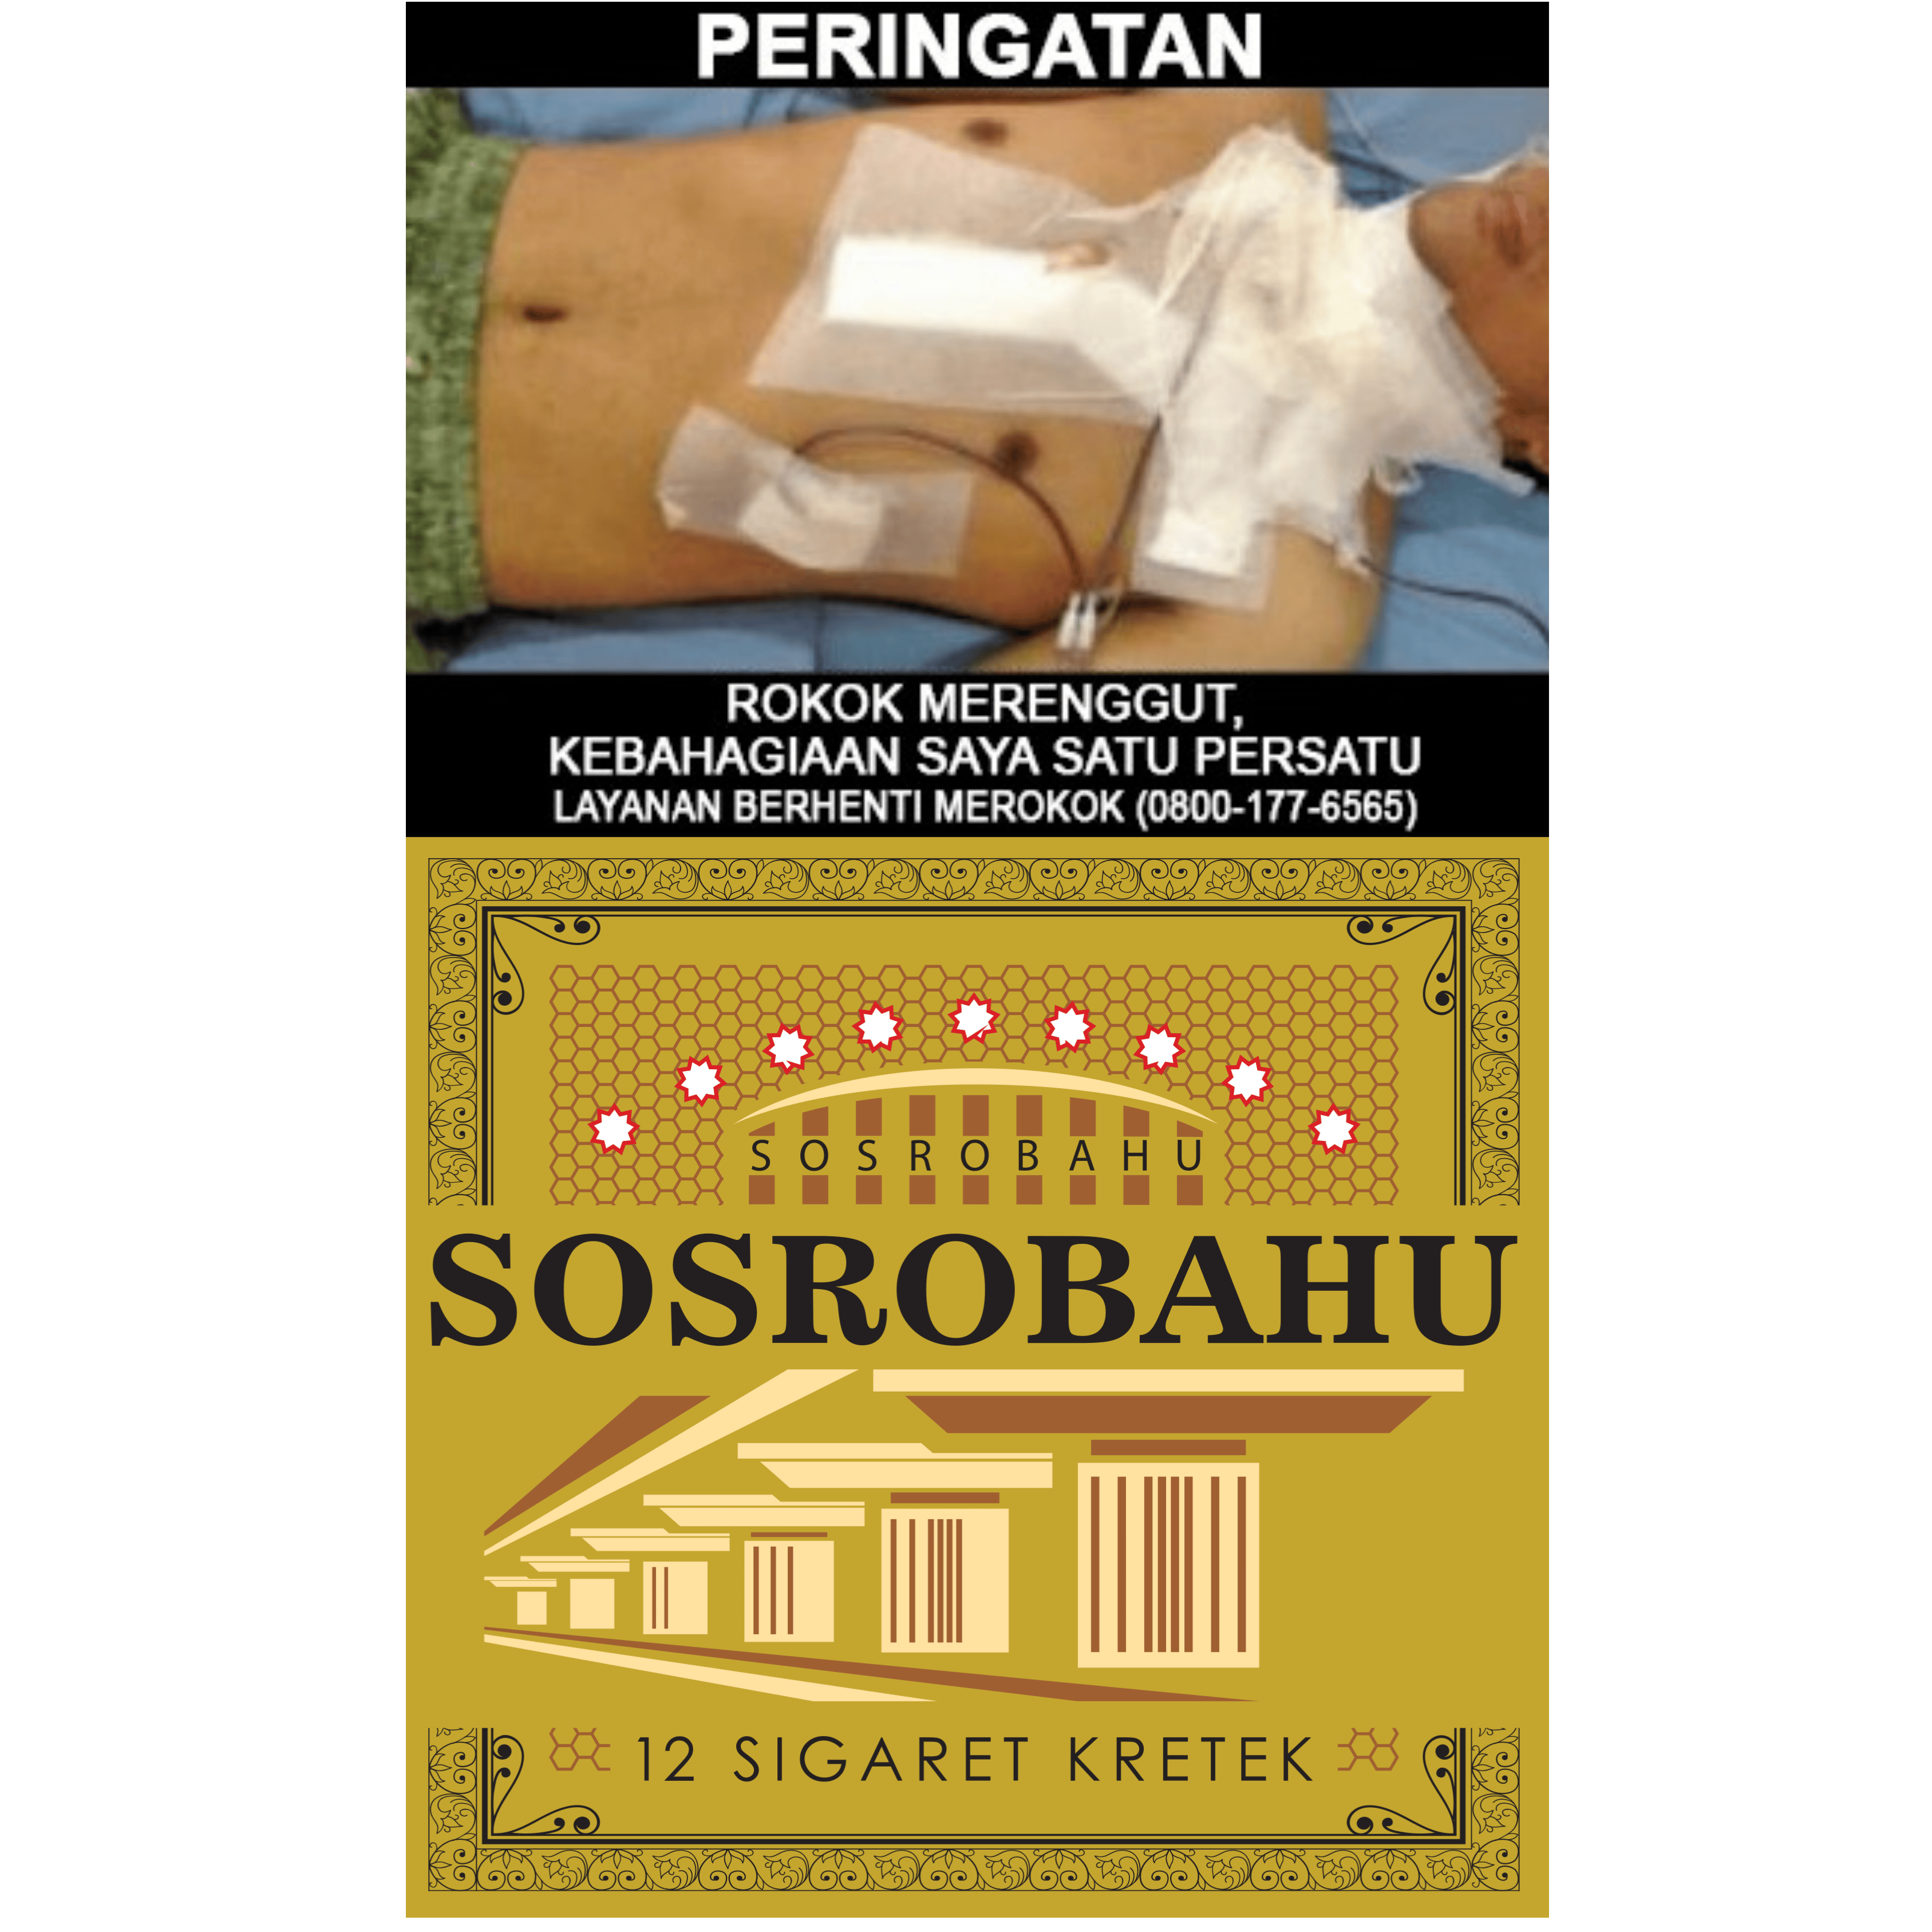 PERINGATAN
ROKOK MERENGGUT,
KEBAHAGIAAN SAYA SATU PERSATU
LAYANAN BERHENTI MEROKOK (0800-177-6565)
SOSROBAHU
SOSROBAHU
12 SIGARET KRETEK